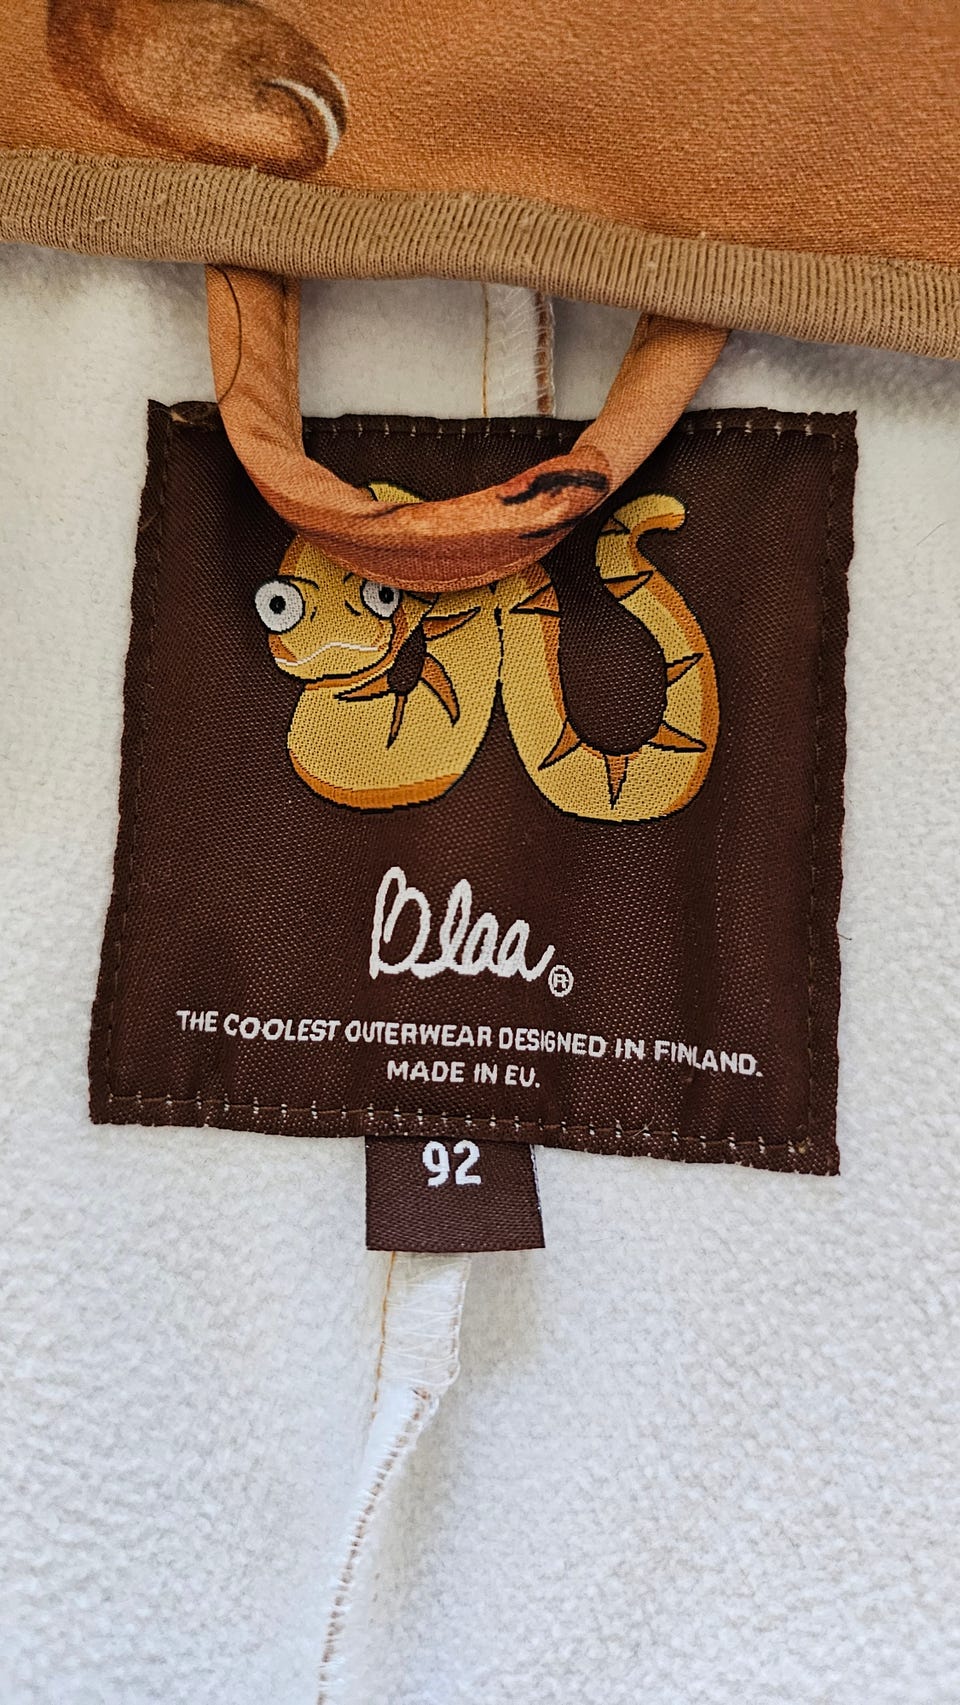 Blaa®
THE COOLEST OUTERWEAR DESIGNED IN FINLAND.
MADE IN EU.
92